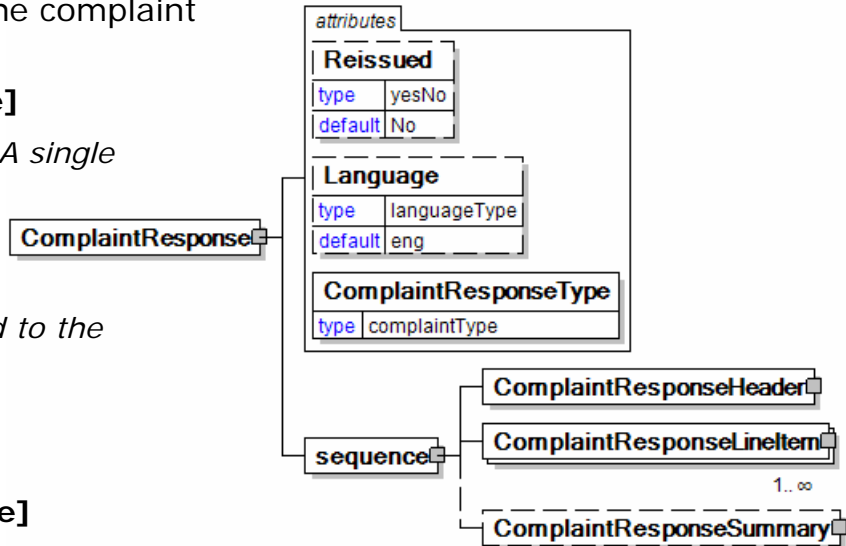 he complaint
e]
A single
d to the
e]
attributes
Reissued
type yesNo
default No
Language
type languageType
default eng
ComplaintResponseType
type complaintType
ComplaintResponse
sequence
ComplaintResponseHeader
ComplaintResponseLineItem
1..∞
ComplaintResponseSummary